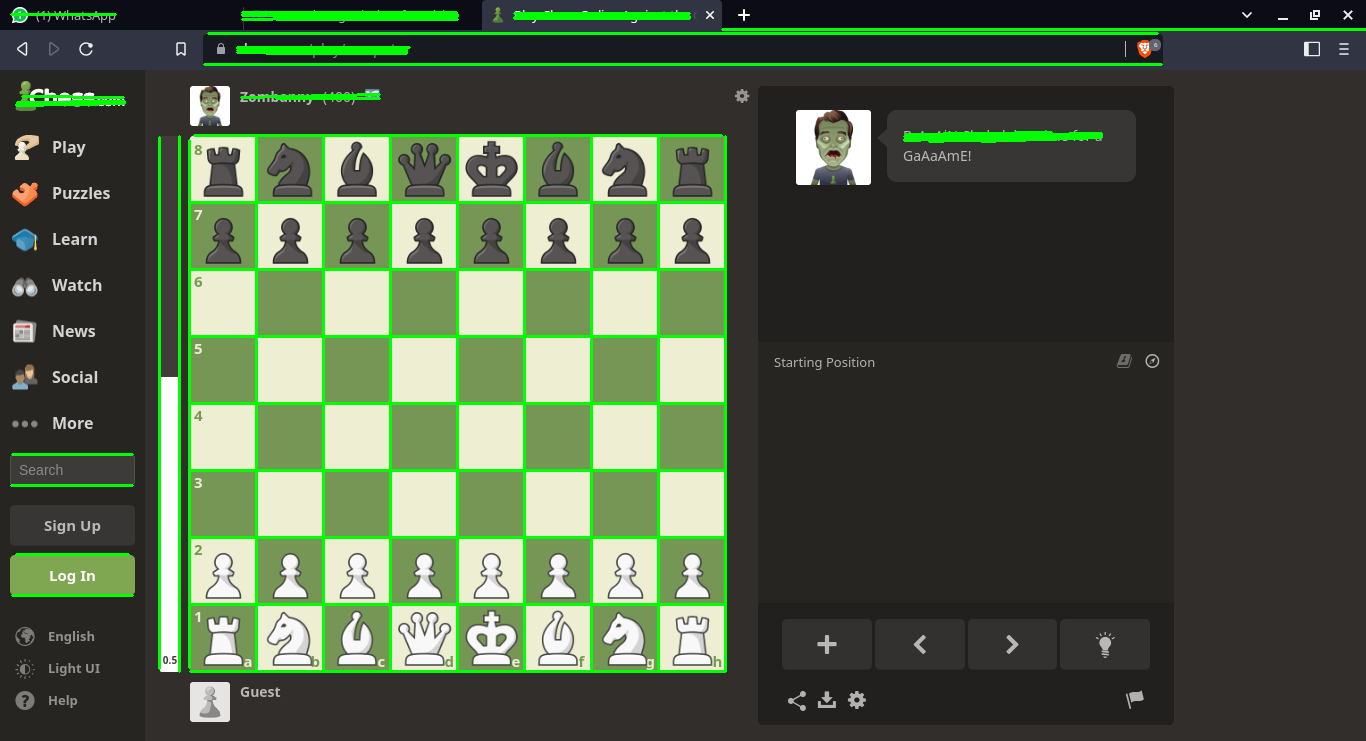 (1) WhatsApp
Play
Puzzles
Learn
Watch
News
Social
More
Search
Sign Up
Log In
English
Light UI
Help
8
7
6
5
4
3
2
1
a b c d e f g h
0.5
Guest
GaAaAmE!
Starting Position